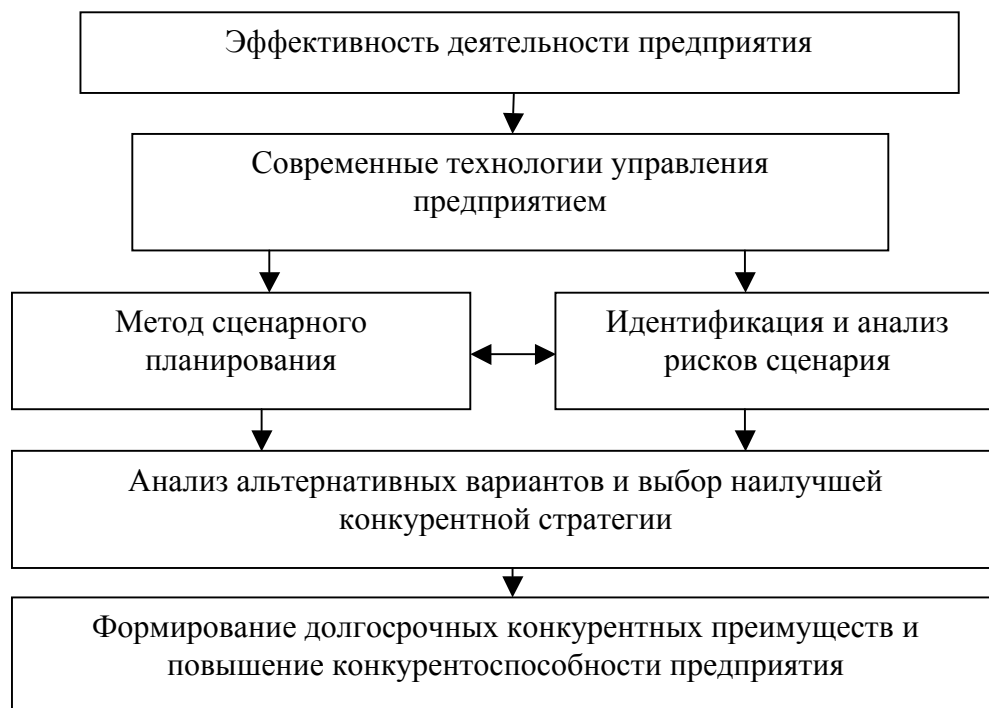 Эффективность деятельности предприятия
Современные технологии управления
предприятием
Метод сценарного
планирования
Идентификация и анализ
рисков сценария
Анализ альтернативных вариантов и выбор наилучшей
конкурентной стратегии
Формирование долгосрочных конкурентных преимуществ и
повышение конкурентоспособности предприятия